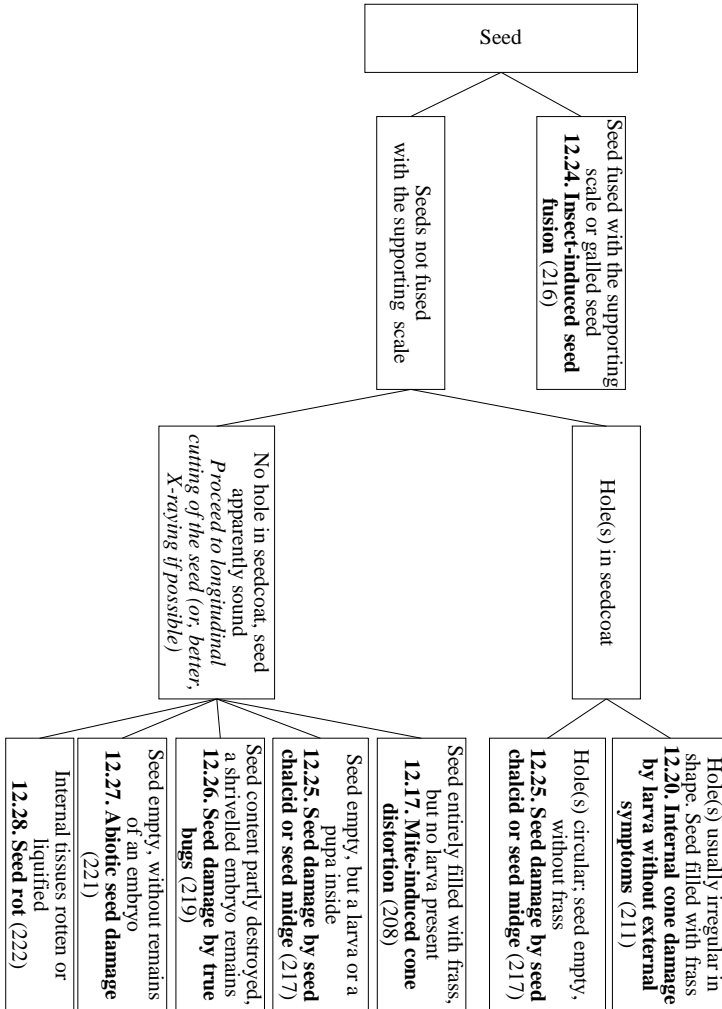 Seed
Seed fused with the supporting
scale or galled seed
12.24. Insect-induced seed
fusion (216)
Seeds not fused
with the supporting scale
Hole(s) in seedcoat
No hole in seedcoat, seed
apparently sound
Proceed to longitudinal
cutting of the seed (or, better,
X-raying if possible)
Hole(s) usually irregular in
shape. Seed filled with frass
12.20. Internal cone damage
by larva without external
symptoms (211)
Hole(s) circular; seed empty,
without frass
12.25. Seed damage by seed
chalcid or seed midge (217)
Seed entirely filled with frass,
but no larva present
12.17. Mite-induced cone
distortion (208)
Seed empty, but a larva or a
pupa inside
12.25. Seed damage by seed
chalcid or seed midge (217)
Seed content partly destroyed,
a shrivelled embryo remains
12.26. Seed damage by true
bugs (219)
Seed empty, without remains
of an embryo
12.27. Abiotic seed damage
(221)
Internal tissues rotten or
liquified
12.28. Seed rot (222)